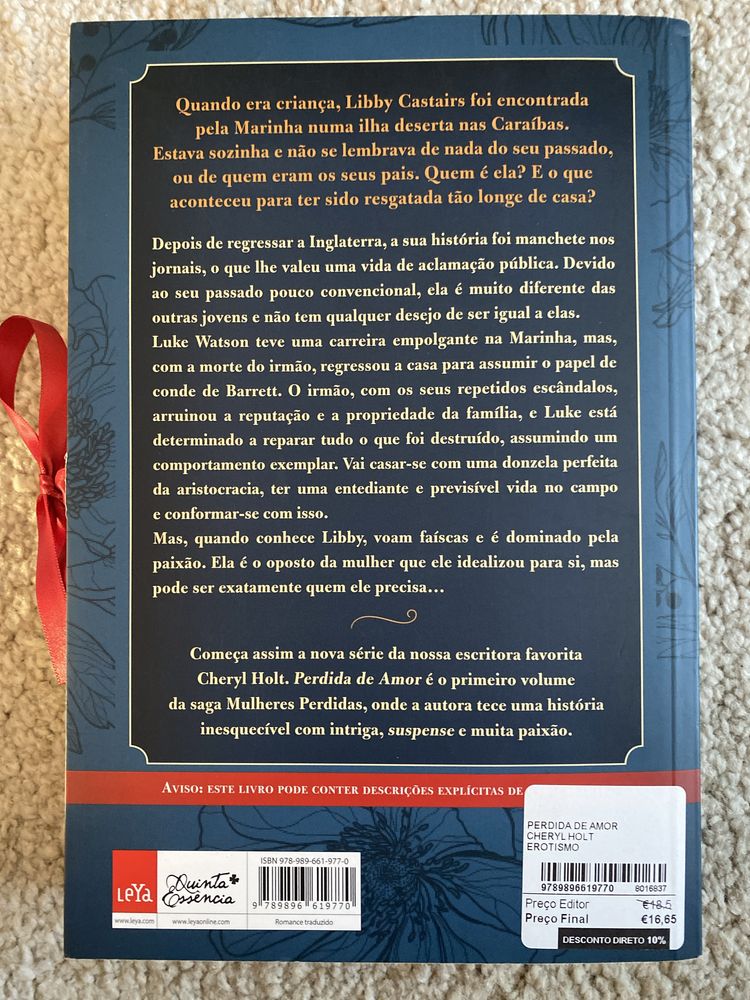 Quando era criança, Libby Castairs foi encontrada
pela Marinha numa ilha deserta nas Caraíbas.
Estava sozinha e não se lembrava de nada do seu passado,
ou de quem eram os seus pais. Quem é ela? E o que
aconteceu para ter sido resgatada tão longe de casa?
Depois de regressar a Inglaterra, a sua história foi manchete nos
jornais, o que lhe valeu uma vida de aclamação pública. Devido
ao seu passado pouco convencional, ela é muito diferente das
outras jovens e não tem qualquer desejo de ser igual a elas.
Luke Watson teve uma carreira empolgante na Marinha, mas,
com a morte do irmão, regressou a casa para assumir o papel de
conde de Barrett. O irmão, com os seus repetidos escândalos,
arruinou a reputação e a propriedade da família, e Luke está
determinado a reparar tudo o que foi destruído, assumindo um
comportamento exemplar. Vai casar-se com uma donzela perfeita
da aristocracia, ter uma entediante e previsível vida no campo
e conformar-se com isso.
Mas, quando conhece Libby, voam faíscas e é dominado pela
paixão. Ela é o oposto da mulher que ele idealizou para si, mas
pode ser exatamente quem ele precisa...
Começa assim a nova série da nossa escritora favorita
Cheryl Holt. Perdida de Amor é o primeiro volume
da saga Mulheres Perdidas, onde a autora tece uma história
inesquecível com intriga, suspense e muita paixão.
AVISO: ESTE LIVRO PODE CONTER DESCRIÇÕES EXPLÍCITAS DE
PERDIDA DE AMOR
CHERYL HOLT
EROTISMO
9789896619770 8016837
Preço Editor €18.5
Preço Final €16,65
DESCONTO DIRETO 10%
LEYA
www.leya.com
Quinta Essência
www.leyaonline.com
ISBN 978-989-661-977-0
9 789896 619770
Romance traduzido